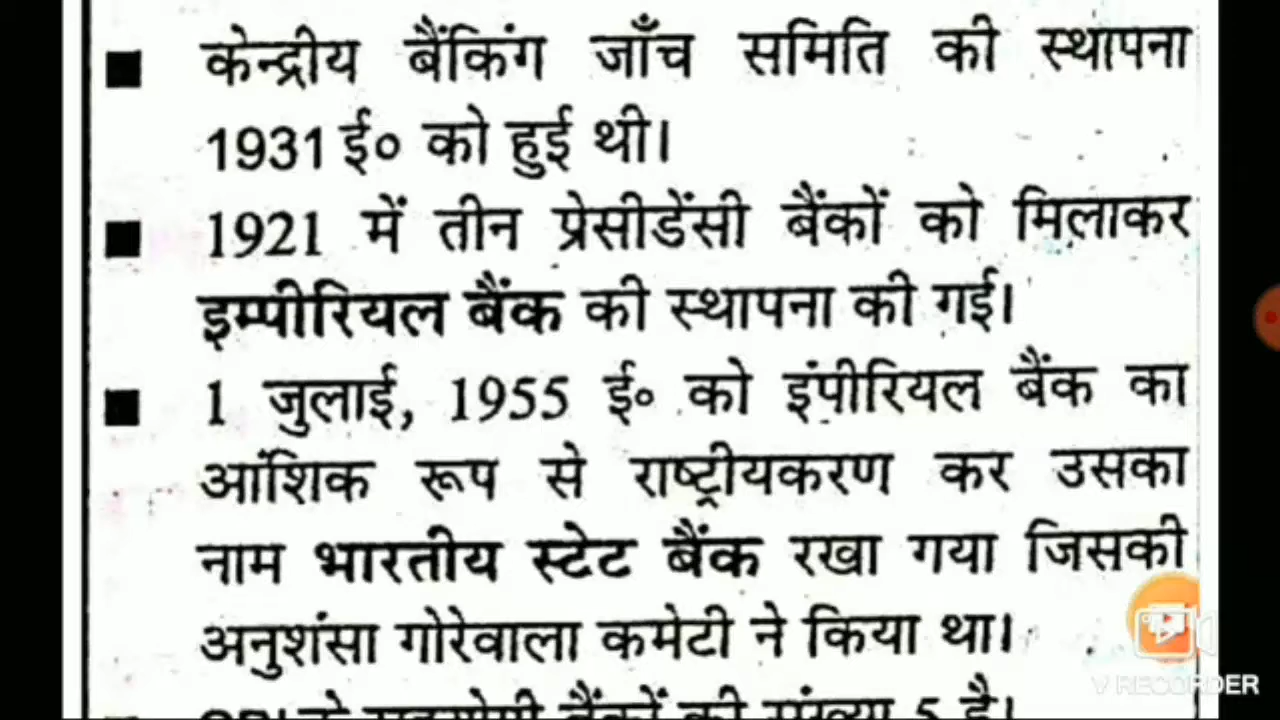 ■ केन्द्रीय बैंकिंग जाँच समिति की स्थापना
1931 ई० को हुई थी।
■ 1921 में तीन प्रेसीडेंसी बैंकों को मिलाकर
इम्पीरियल बैंक की स्थापना की गई।
■ 1 जुलाई, 1955 ई० को इंपीरियल बैंक का
आंशिक रूप से राष्ट्रीयकरण कर उसका
नाम भारतीय स्टेट बैंक रखा गया जिसकी
अनुशंसा गोरेवाला कमेटी ने किया था।
बैंकों की संख्या 5 है।
V RECORDER